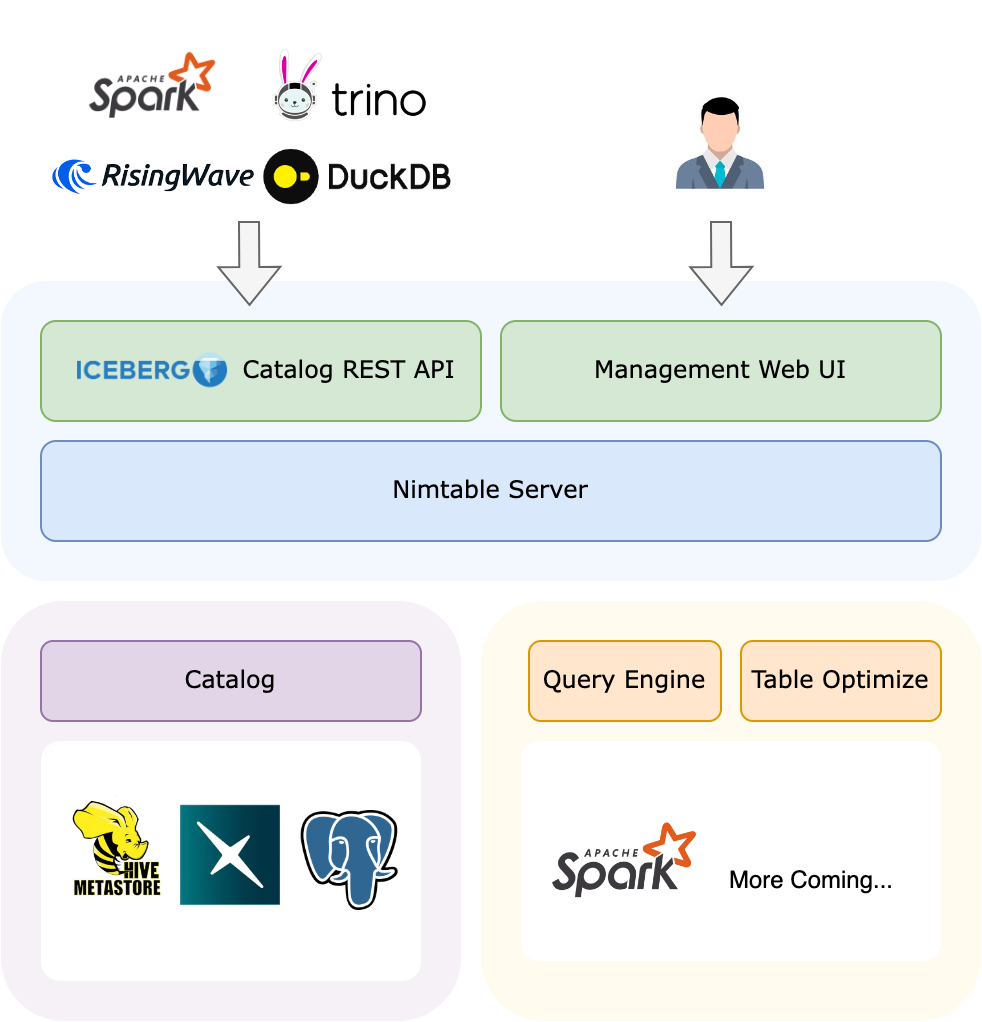 APACHE
Spark
trino
RisingWave
DuckDB
ICEBERG Catalog REST API
Management Web UI
Nimtable Server
Catalog
Query Engine
Table Optimize
HIVE
METASTORE
APACHE
Spark
More Coming...